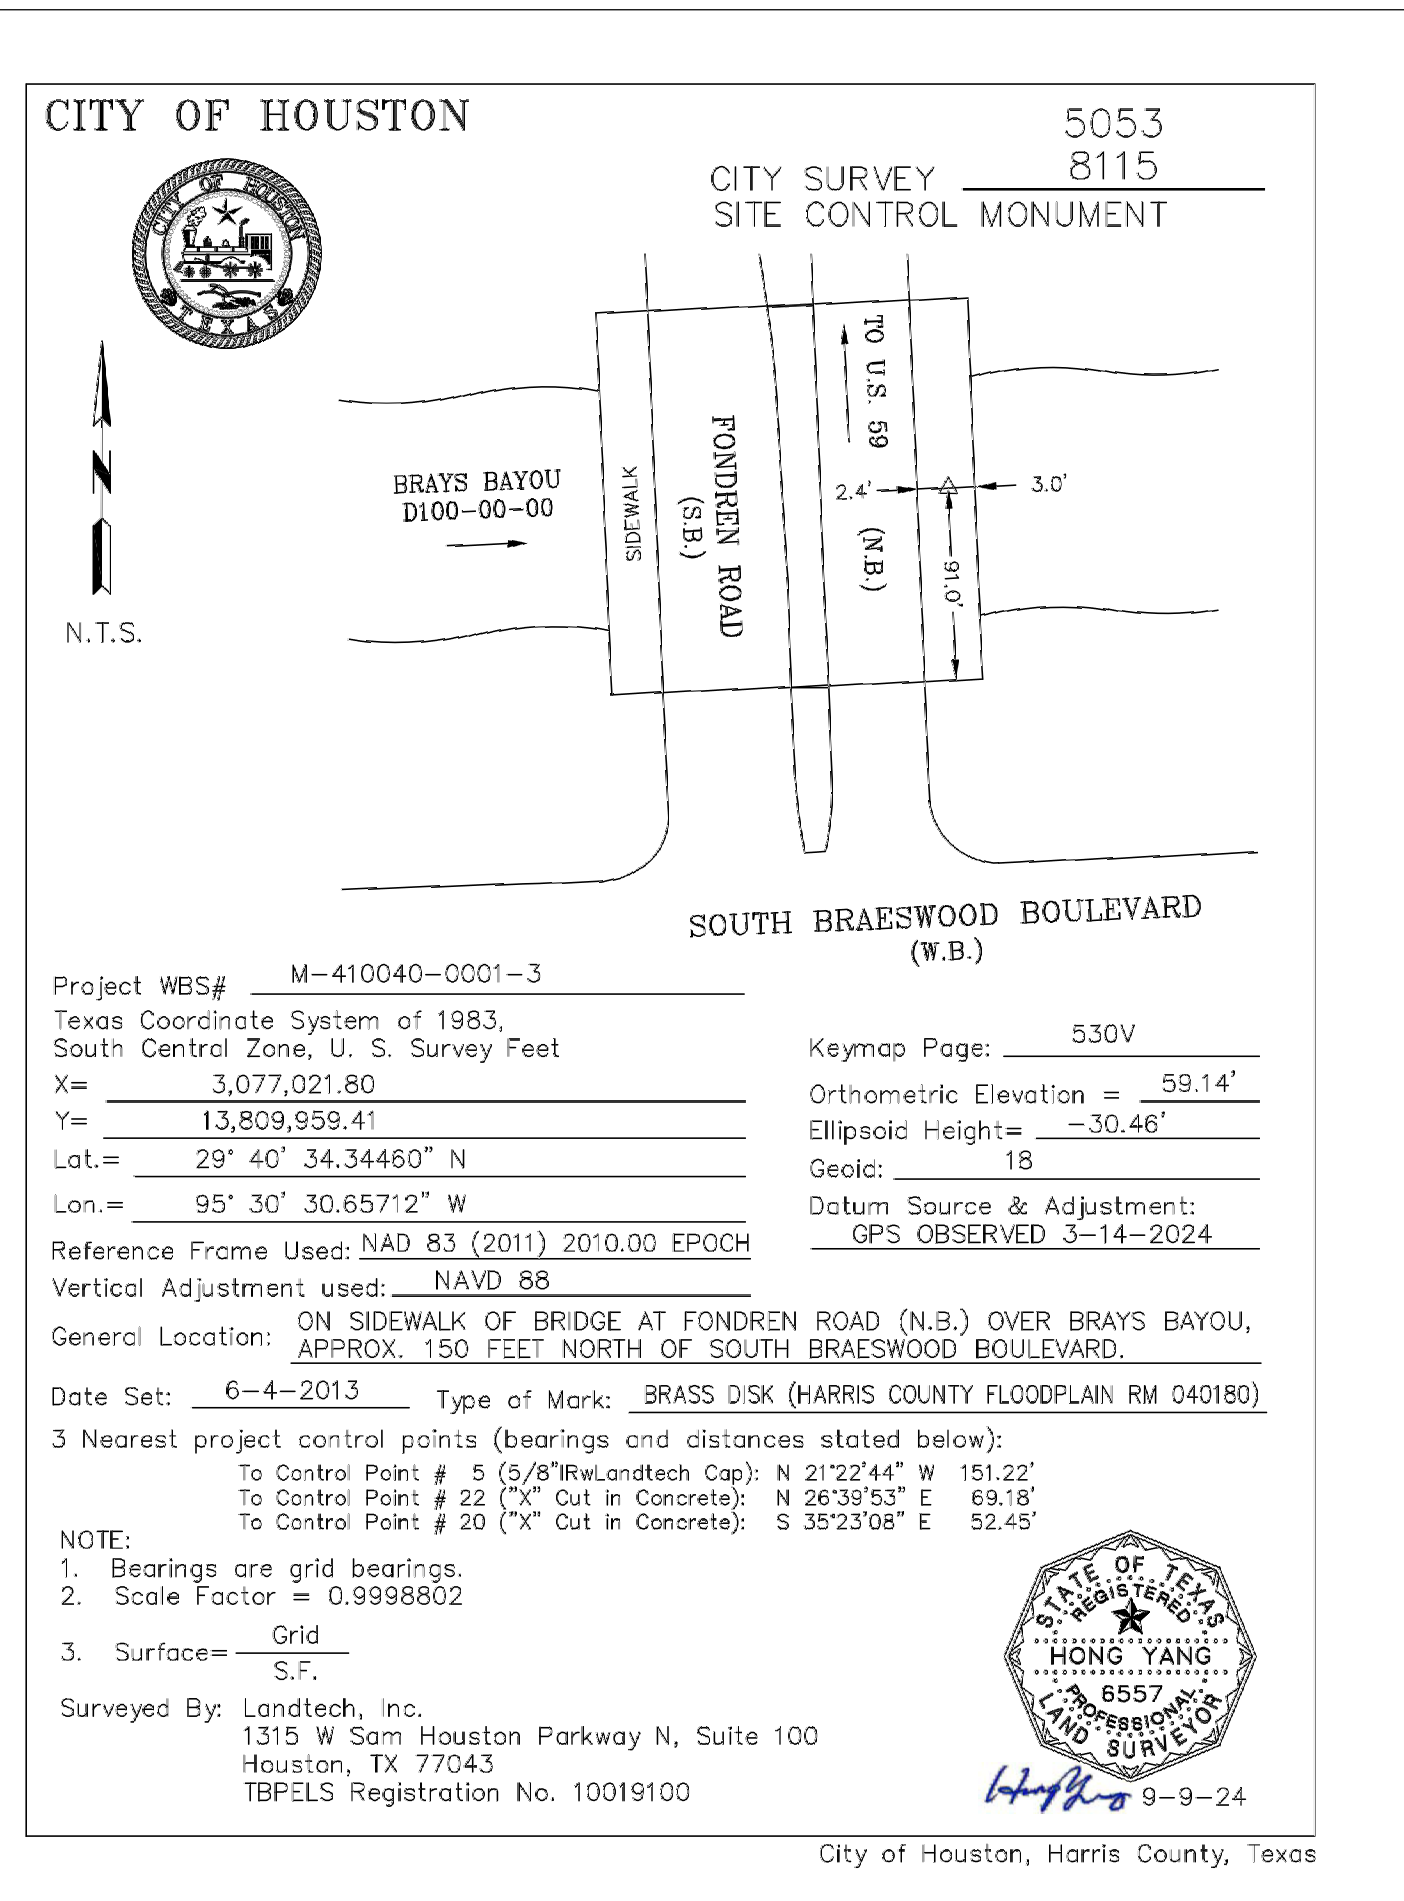 CITY OF HOUSTON
5053
CITY SURVEY 8115
SITE CONTROL MONUMENT
CITY OF HOUSTON
TEXAS
N
N.T.S.
TO U.S. 59
FONDREN ROAD
(S.B.)
SIDEWALK
BRAYS BAYOU
D100-00-00
2.4'
3.0'
(N.B.)
91.0'
SOUTH BRAESWOOD BOULEVARD
(W.B.)
Project WBS# M-410040-0001-3
Texas Coordinate System of 1983,
South Central Zone, U. S. Survey Feet
X= 3,077,021.80
Y= 13,809,959.41
Lat.= 29° 40' 34.34460" N
Lon.= 95° 30' 30.65712" W
Reference Frame Used: NAD 83 (2011) 2010.00 EPOCH
Vertical Adjustment used: NAVD 88
Keymap Page: 530V
Orthometric Elevation = 59.14'
Ellipsoid Height= -30.46'
Geoid: 18
Datum Source & Adjustment:
GPS OBSERVED 3-14-2024
General Location: ON SIDEWALK OF BRIDGE AT FONDREN ROAD (N.B.) OVER BRAYS BAYOU,
APPROX. 150 FEET NORTH OF SOUTH BRAESWOOD BOULEVARD.
Date Set: 6-4-2013 Type of Mark: BRASS DISK (HARRIS COUNTY FLOODPLAIN RM 040180)
3 Nearest project control points (bearings and distances stated below):
To Control Point # 5 (5/8"IRwLandtech Cap): N 21°22'44" W 151.22'
To Control Point # 22 ("X" Cut in Concrete): N 26°39'53" E 69.18'
To Control Point # 20 ("X" Cut in Concrete): S 35°23'08" E 52.45'
NOTE:
1. Bearings are grid bearings.
2. Scale Factor = 0.9998802
3. Surface= Grid
S.F.
Surveyed By: Landtech, Inc.
1315 W Sam Houston Parkway N, Suite 100
Houston, TX 77043
TBPELS Registration No. 10019100
STATE OF TEXAS
REGISTERED
HONG YANG
6557
PROFESSIONAL
LAND SURVEYOR
Hong Yang 9-9-24
City of Houston, Harris County, Texas